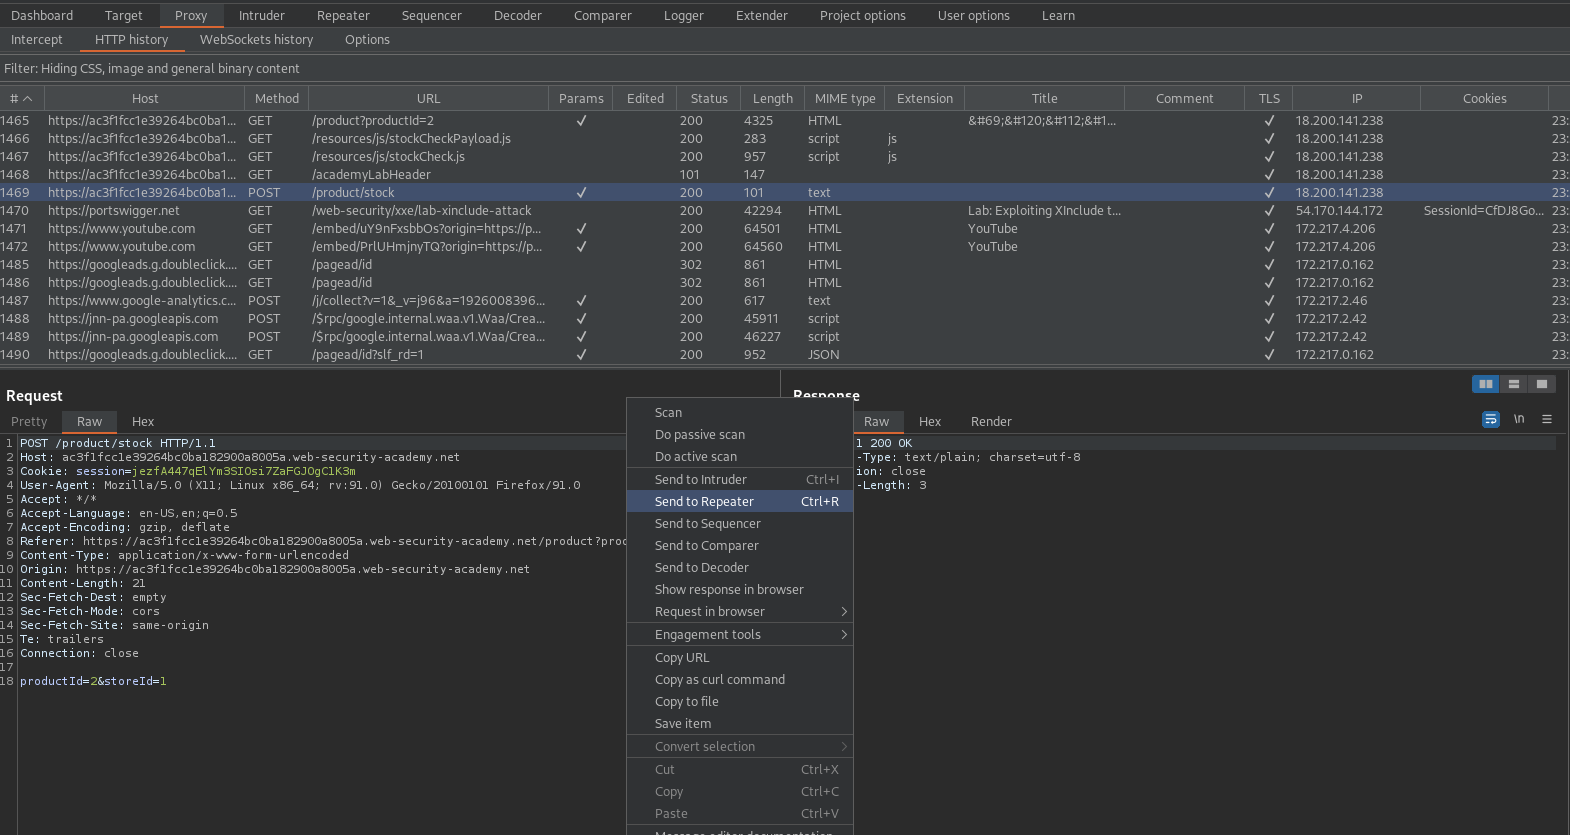 Dashboard Target Proxy Intruder Repeater Sequencer Decoder Comparer Logger Extender Project options User options Learn
Intercept HTTP history WebSockets history Options
Filter: Hiding CSS, image and general binary content
# Host Method URL Params Edited Status Length MIME type Extension Title Comment TLS IP Cookies
1465 https://ac3f1fcc1e39264bc0ba1... GET /product?productId=2 ✓ 200 4325 HTML &#69;&#120;&#112;&#1... ✓ 18.200.141.238 23:
1466 https://ac3f1fcc1e39264bc0ba1... GET /resources/js/stockCheckPayload.js 200 283 script js ✓ 18.200.141.238 23:
1467 https://ac3f1fcc1e39264bc0ba1... GET /resources/js/stockCheck.js 200 957 script js ✓ 18.200.141.238 23:
1468 https://ac3f1fcc1e39264bc0ba1... GET /academyLabHeader 101 147 ✓ 18.200.141.238 23:
1469 https://ac3f1fcc1e39264bc0ba1... POST /product/stock ✓ 200 101 text ✓ 18.200.141.238 23:
1470 https://portswigger.net GET /web-security/xxe/lab-xinclude-attack 200 42294 HTML Lab: Exploiting XInclude t... ✓ 54.170.144.172 SessionId=CfDJ8Go... 23:
1471 https://www.youtube.com GET /embed/uY9nFxsbbOs?origin=https://p... ✓ 200 64501 HTML YouTube ✓ 172.217.4.206 23:
1472 https://www.youtube.com GET /embed/PrlUHmjnyTQ?origin=https://p... ✓ 200 64560 HTML YouTube ✓ 172.217.4.206 23:
1485 https://googleads.g.doubleclick.... GET /pagead/id 302 861 HTML ✓ 172.217.0.162 23:
1486 https://googleads.g.doubleclick.... GET /pagead/id 302 861 HTML ✓ 172.217.0.162 23:
1487 https://www.google-analytics.c... POST /j/collect?v=1&_v=j96&a=1926008396... ✓ 200 617 text ✓ 172.217.2.46 23:
1488 https://jnn-pa.googleapis.com POST /$rpc/google.internal.waa.v1.Waa/Crea... ✓ 200 45911 script ✓ 172.217.2.42 23:
1489 https://jnn-pa.googleapis.com POST /$rpc/google.internal.waa.v1.Waa/Crea... ✓ 200 46227 script ✓ 172.217.2.42 23:
1490 https://googleads.g.doubleclick.... GET /pagead/id?slf_rd=1 ✓ 200 952 JSON ✓ 172.217.0.162 23:
Request
Pretty Raw Hex
1 POST /product/stock HTTP/1.1
2 Host: ac3f1fcc1e39264bc0ba182900a8005a.web-security-academy.net
3 Cookie: session=jezfA447qElYm3SIOsi7ZaFGJOgC1K3m
4 User-Agent: Mozilla/5.0 (X11; Linux x86_64; rv:91.0) Gecko/20100101 Firefox/91.0
5 Accept: */*
6 Accept-Language: en-US,en;q=0.5
7 Accept-Encoding: gzip, deflate
8 Referer: https://ac3f1fcc1e39264bc0ba182900a8005a.web-security-academy.net/product?prod
9 Content-Type: application/x-www-form-urlencoded
10 Origin: https://ac3f1fcc1e39264bc0ba182900a8005a.web-security-academy.net
11 Content-Length: 21
12 Sec-Fetch-Dest: empty
13 Sec-Fetch-Mode: cors
14 Sec-Fetch-Site: same-origin
15 Te: trailers
16 Connection: close
17
18 productId=2&storeId=1
Scan
Do passive scan
Do active scan
Send to Intruder Ctrl+I
Send to Repeater Ctrl+R
Send to Sequencer
Send to Comparer
Send to Decoder
Show response in browser
Request in browser
Engagement tools
Copy URL
Copy as curl command
Copy to file
Save item
Convert selection
Cut Ctrl+X
Copy Ctrl+C
Paste Ctrl+V
Message editor documentation
Response
Raw Hex Render \n
1 200 OK
-Type: text/plain; charset=utf-8
ion: close
-Length: 3